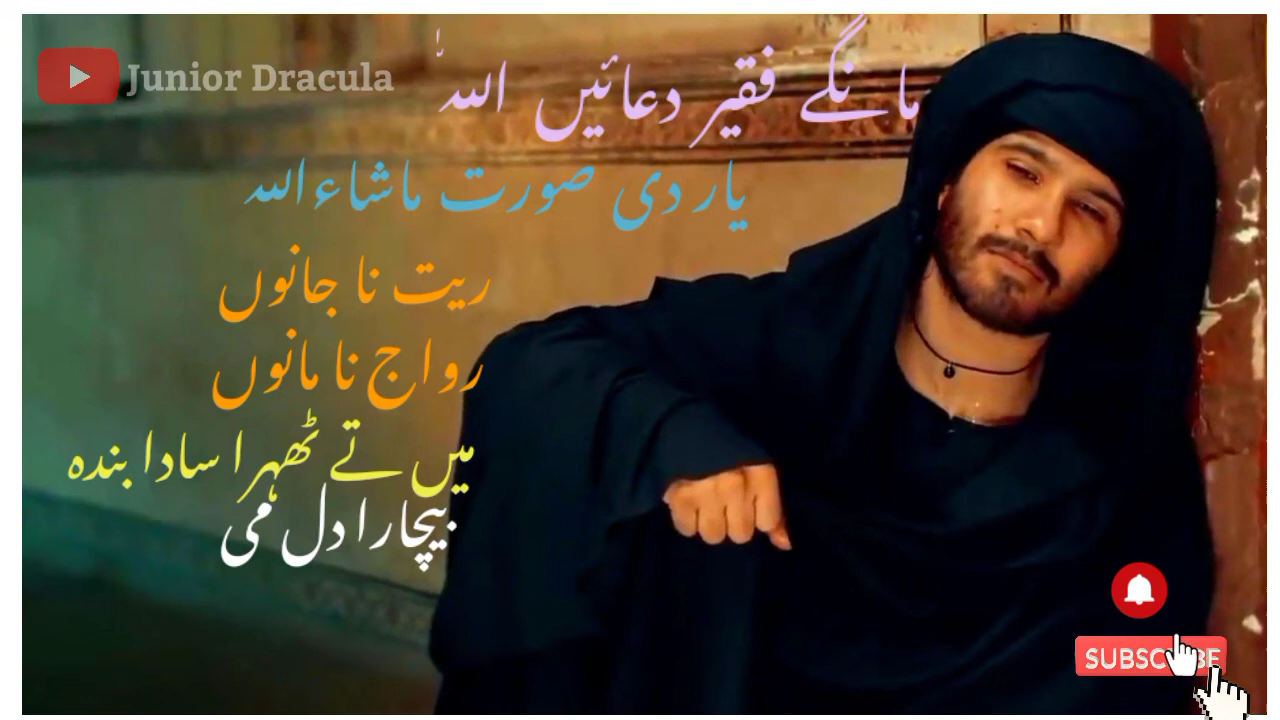 Junior Dracula
مانگے فقیر دعائیں اللہ
یار دی صورت ماشاءاللہ
ریت نا جانوں
رواج نا مانوں
میں تے ٹھہرا سادا بندہ
بیچارا دل می
SUBSCRIBE